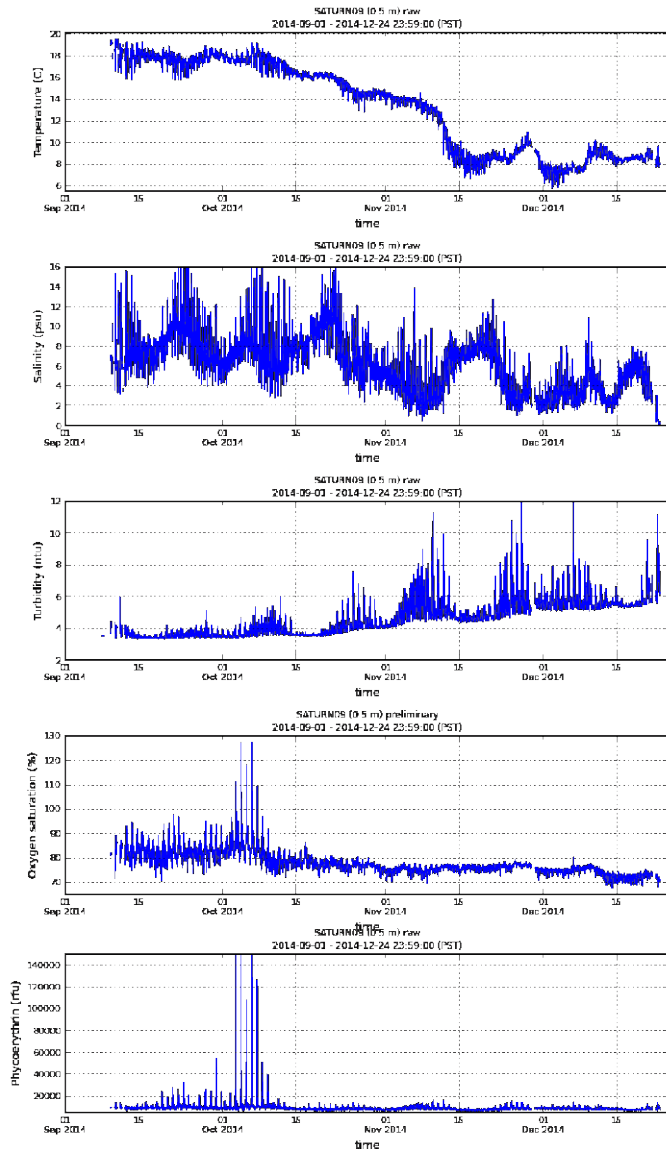 SATURN09 (0.5 m) raw
2014-09-01 - 2014-12-24 23:59:00 (PST)
20
18
16
14
12
10
8
6
Temperature (C)
01 15 01 15 01 15 01 15
Sep 2014 Oct 2014 Nov 2014 Dec 2014
time
SATURN09 (0.5 m) raw
2014-09-01 - 2014-12-24 23:59:00 (PST)
16
14
12
10
8
6
4
2
0
Salinity (psu)
01 15 01 15 01 15 01 15
Sep 2014 Oct 2014 Nov 2014 Dec 2014
time
SATURN09 (0.5 m) raw
2014-09-01 - 2014-12-24 23:59:00 (PST)
12
10
8
6
4
2
Turbidity (ntu)
01 15 01 15 01 15 01 15
Sep 2014 Oct 2014 Nov 2014 Dec 2014
time
SATURN09 (0.5 m) preliminary
2014-09-01 - 2014-12-24 23:59:00 (PST)
130
120
110
100
90
80
70
Oxygen saturation (%)
01 15 01 15 01 15 01 15
Sep 2014 Oct 2014 Nov 2014 Dec 2014
time
SATURN09 (0.5 m) raw
2014-09-01 - 2014-12-24 23:59:00 (PST)
140000
120000
100000
80000
60000
40000
20000
Phycoerythrin (rfu)
01 15 01 15 01 15 01 15
Sep 2014 Oct 2014 Nov 2014 Dec 2014
time